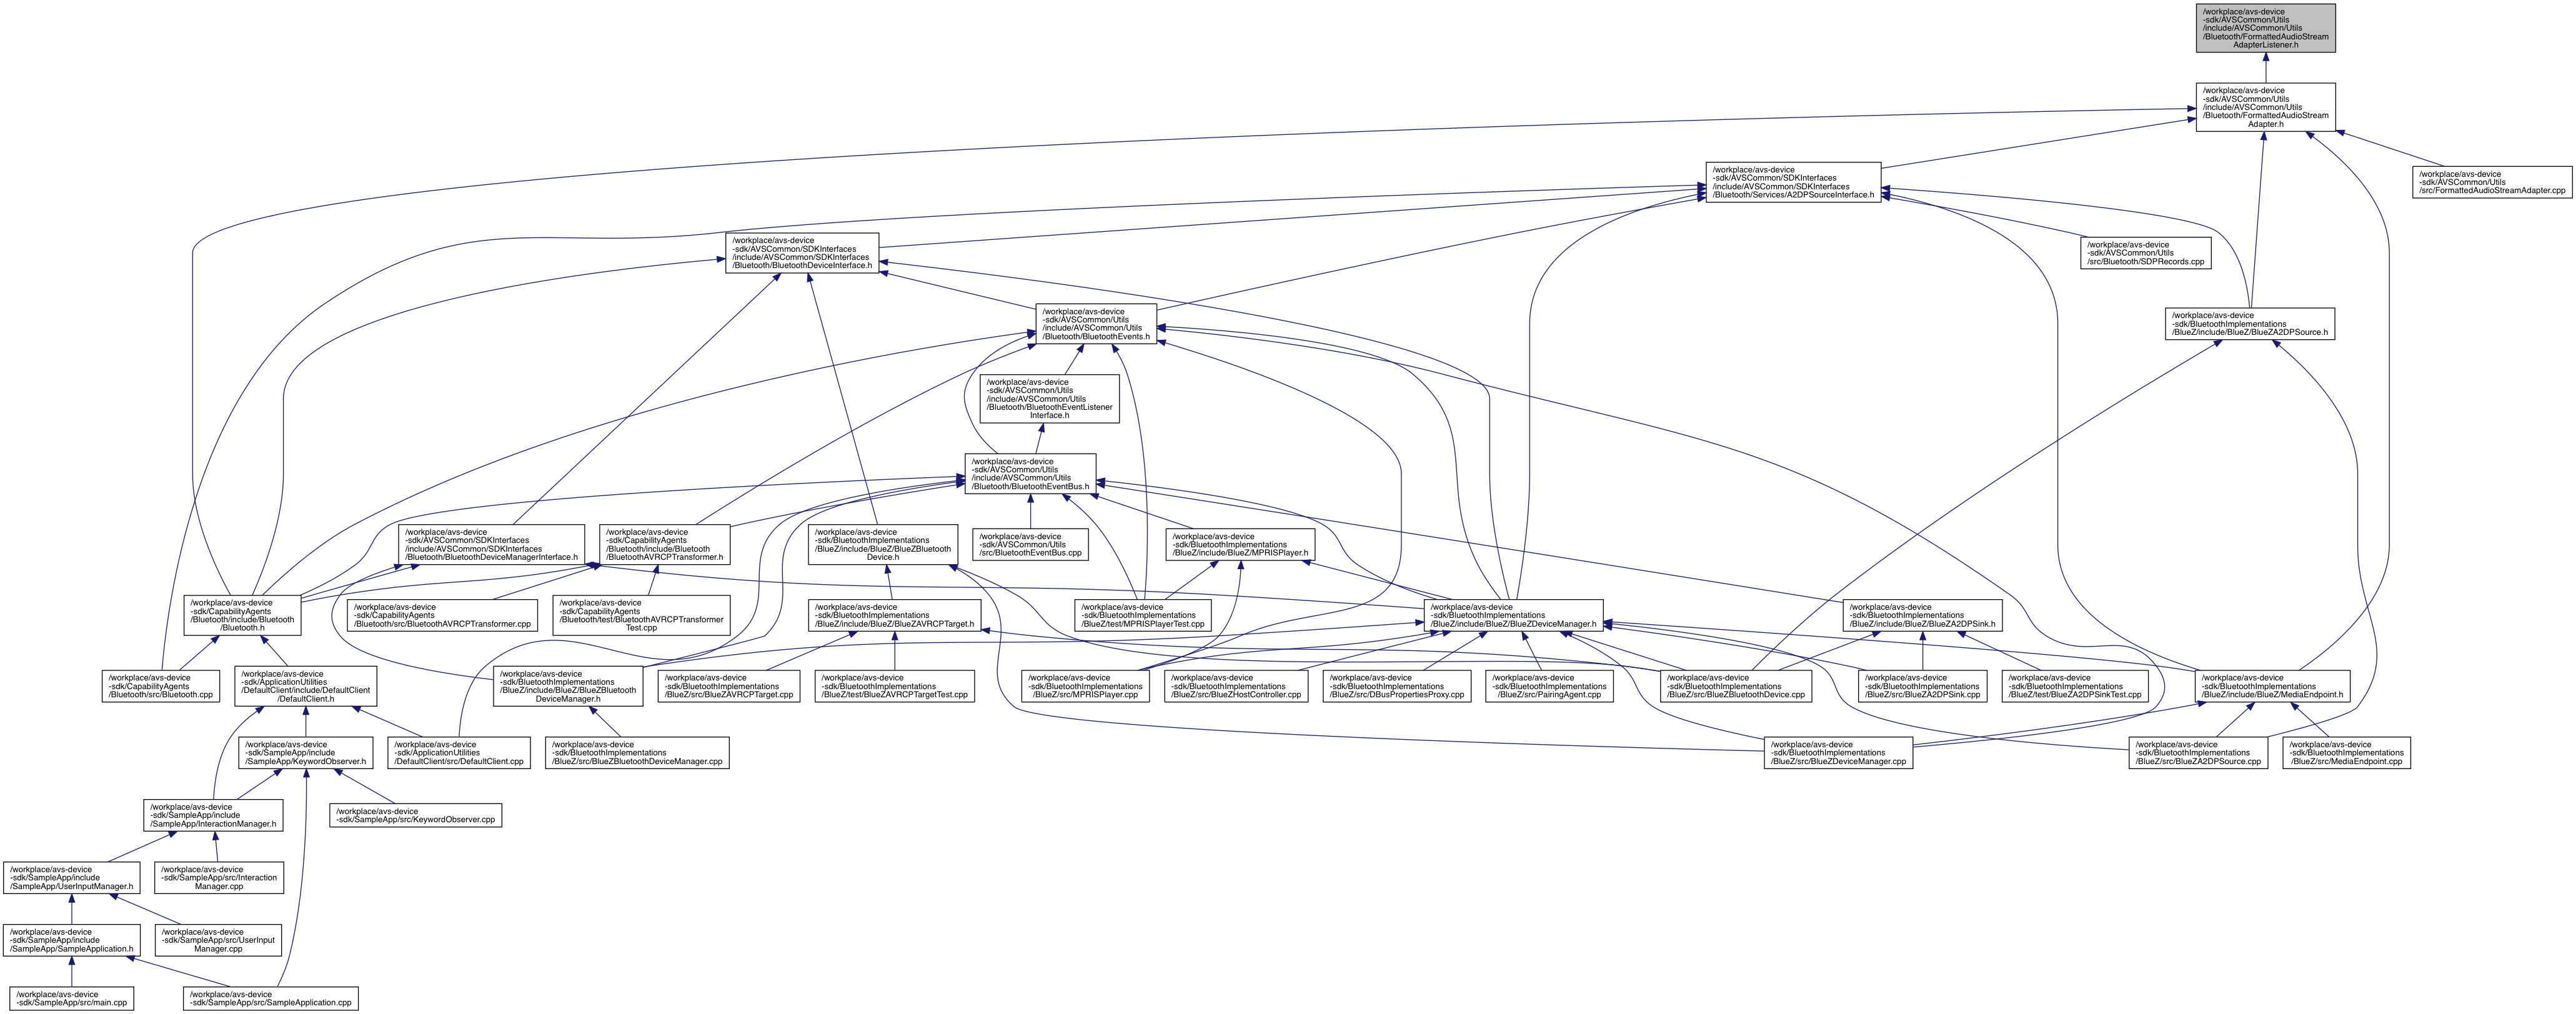 /workplace/avs-device
-sdk/AVSCommon/Utils
/include/AVSCommon/Utils
/Bluetooth/FormattedAudioStream
AdapterListener.h
/workplace/avs-device
-sdk/AVSCommon/Utils
/include/AVSCommon/Utils
/Bluetooth/FormattedAudioStream
Adapter.h
/workplace/avs-device
-sdk/AVSCommon/SDKInterfaces
/include/AVSCommon/SDKInterfaces
/Bluetooth/Services/A2DPSourceInterface.h
/workplace/avs-device
-sdk/AVSCommon/Utils
/src/FormattedAudioStreamAdapter.cpp
/workplace/avs-device
-sdk/AVSCommon/SDKInterfaces
/include/AVSCommon/SDKInterfaces
/Bluetooth/BluetoothDeviceInterface.h
/workplace/avs-device
-sdk/AVSCommon/Utils
/src/Bluetooth/SDPRecords.cpp
/workplace/avs-device
-sdk/AVSCommon/Utils
/include/AVSCommon/Utils
/Bluetooth/BluetoothEvents.h
/workplace/avs-device
-sdk/BluetoothImplementations
/BlueZ/include/BlueZ/BlueZA2DPSource.h
/workplace/avs-device
-sdk/AVSCommon/Utils
/include/AVSCommon/Utils
/Bluetooth/BluetoothEventListener
Interface.h
/workplace/avs-device
-sdk/AVSCommon/Utils
/include/AVSCommon/Utils
/Bluetooth/BluetoothEventBus.h
/workplace/avs-device
-sdk/AVSCommon/SDKInterfaces
/include/AVSCommon/SDKInterfaces
/Bluetooth/BluetoothDeviceManagerInterface.h
/workplace/avs-device
-sdk/CapabilityAgents
/Bluetooth/include/Bluetooth
/BluetoothAVRCPTransformer.h
/workplace/avs-device
-sdk/BluetoothImplementations
/BlueZ/include/BlueZ/BlueZBluetooth
Device.h
/workplace/avs-device
-sdk/AVSCommon/Utils
/src/BluetoothEventBus.cpp
/workplace/avs-device
-sdk/BluetoothImplementations
/BlueZ/include/BlueZ/MPRISPlayer.h
/workplace/avs-device
-sdk/CapabilityAgents
/Bluetooth/include/Bluetooth
/Bluetooth.h
/workplace/avs-device
-sdk/CapabilityAgents
/Bluetooth/src/BluetoothAVRCPTransformer.cpp
/workplace/avs-device
-sdk/CapabilityAgents
/Bluetooth/test/BluetoothAVRCPTransformer
Test.cpp
/workplace/avs-device
-sdk/BluetoothImplementations
/BlueZ/include/BlueZ/BlueZAVRCPTarget.h
/workplace/avs-device
-sdk/BluetoothImplementations
/BlueZ/test/MPRISPlayerTest.cpp
/workplace/avs-device
-sdk/BluetoothImplementations
/BlueZ/include/BlueZ/BlueZDeviceManager.h
/workplace/avs-device
-sdk/BluetoothImplementations
/BlueZ/include/BlueZ/BlueZA2DPSink.h
/workplace/avs-device
-sdk/CapabilityAgents
/Bluetooth/src/Bluetooth.cpp
/workplace/avs-device
-sdk/ApplicationUtilities
/DefaultClient/include/DefaultClient
/DefaultClient.h
/workplace/avs-device
-sdk/BluetoothImplementations
/BlueZ/include/BlueZ/BlueZBluetooth
DeviceManager.h
/workplace/avs-device
-sdk/BluetoothImplementations
/BlueZ/src/BlueZAVRCPTarget.cpp
/workplace/avs-device
-sdk/BluetoothImplementations
/BlueZ/test/BlueZAVRCPTargetTest.cpp
/workplace/avs-device
-sdk/BluetoothImplementations
/BlueZ/src/MPRISPlayer.cpp
/workplace/avs-device
-sdk/BluetoothImplementations
/BlueZ/src/BlueZHostController.cpp
/workplace/avs-device
-sdk/BluetoothImplementations
/BlueZ/src/DBusPropertiesProxy.cpp
/workplace/avs-device
-sdk/BluetoothImplementations
/BlueZ/src/PairingAgent.cpp
/workplace/avs-device
-sdk/BluetoothImplementations
/BlueZ/src/BlueZBluetoothDevice.cpp
/workplace/avs-device
-sdk/BluetoothImplementations
/BlueZ/src/BlueZA2DPSink.cpp
/workplace/avs-device
-sdk/BluetoothImplementations
/BlueZ/test/BlueZA2DPSinkTest.cpp
/workplace/avs-device
-sdk/BluetoothImplementations
/BlueZ/include/BlueZ/MediaEndpoint.h
/workplace/avs-device
-sdk/SampleApp/include
/SampleApp/KeywordObserver.h
/workplace/avs-device
-sdk/ApplicationUtilities
/DefaultClient/src/DefaultClient.cpp
/workplace/avs-device
-sdk/BluetoothImplementations
/BlueZ/src/BlueZBluetoothDeviceManager.cpp
/workplace/avs-device
-sdk/BluetoothImplementations
/BlueZ/src/BlueZDeviceManager.cpp
/workplace/avs-device
-sdk/BluetoothImplementations
/BlueZ/src/BlueZA2DPSource.cpp
/workplace/avs-device
-sdk/BluetoothImplementations
/BlueZ/src/MediaEndpoint.cpp
/workplace/avs-device
-sdk/SampleApp/include
/SampleApp/InteractionManager.h
/workplace/avs-device
-sdk/SampleApp/src/KeywordObserver.cpp
/workplace/avs-device
-sdk/SampleApp/include
/SampleApp/UserInputManager.h
/workplace/avs-device
-sdk/SampleApp/src/Interaction
Manager.cpp
/workplace/avs-device
-sdk/SampleApp/include
/SampleApp/SampleApplication.h
/workplace/avs-device
-sdk/SampleApp/src/UserInput
Manager.cpp
/workplace/avs-device
-sdk/SampleApp/src/main.cpp
/workplace/avs-device
-sdk/SampleApp/src/SampleApplication.cpp